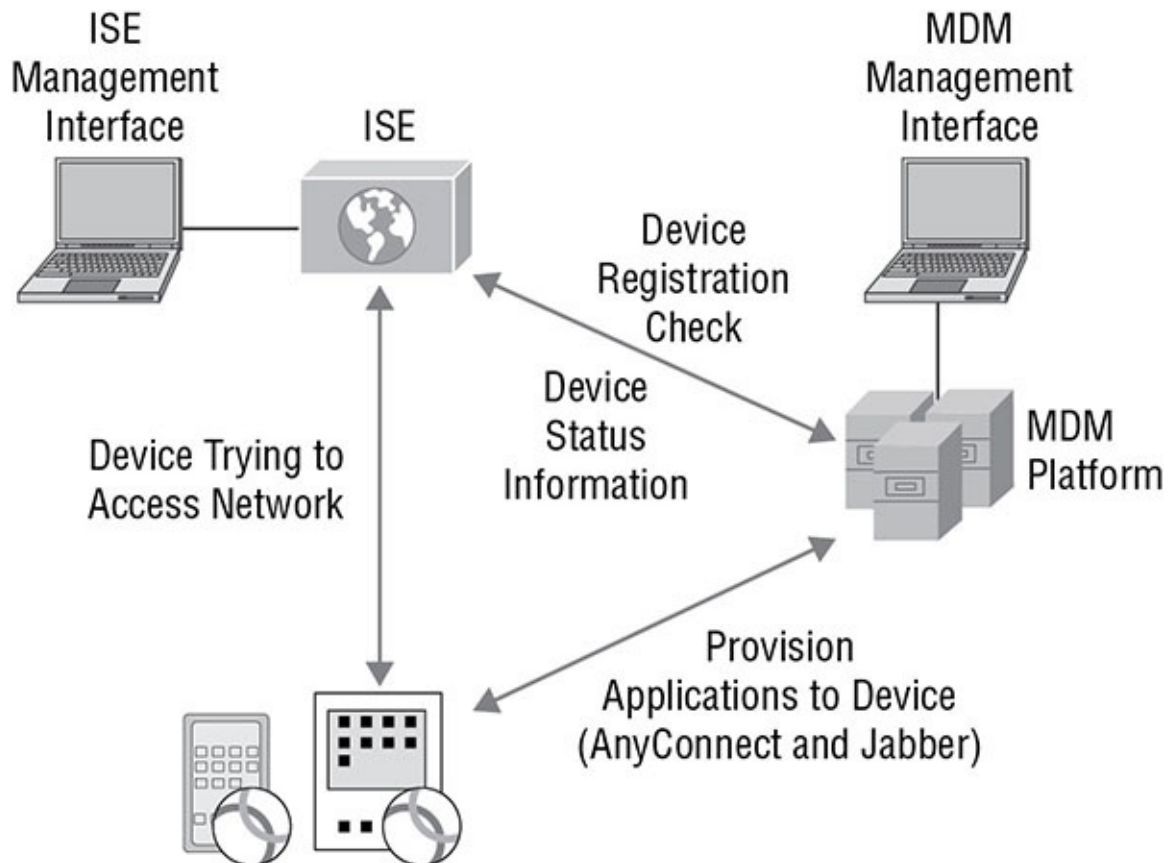 ISE
Management
Interface
ISE
MDM
Management
Interface
Device
Registration
Check
Device
Status
Information
MDM
Platform
Device Trying to
Access Network
Provision
Applications to Device
(AnyConnect and Jabber)